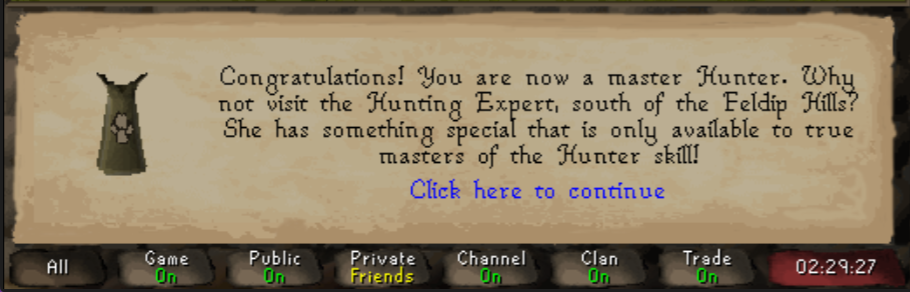 Congratulations! You are now a master Hunter. Why
not visit the Hunting Expert, south of the Feldip Hills?
She has something special that is only available to true
masters of the Hunter skill!
Click here to continue
All
Game
On
Public
On
Private
Friends
Channel
On
Clan
On
Trade
On
02:29:27